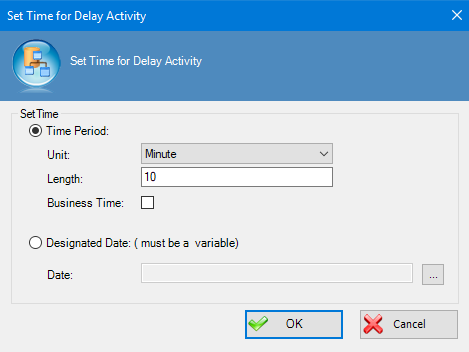 Set Time for Delay Activity
Set Time for Delay Activity
Set Time
Time Period:
Unit: Minute
Length: 10
Business Time:
Designated Date: ( must be a variable)
Date: ...
OK Cancel